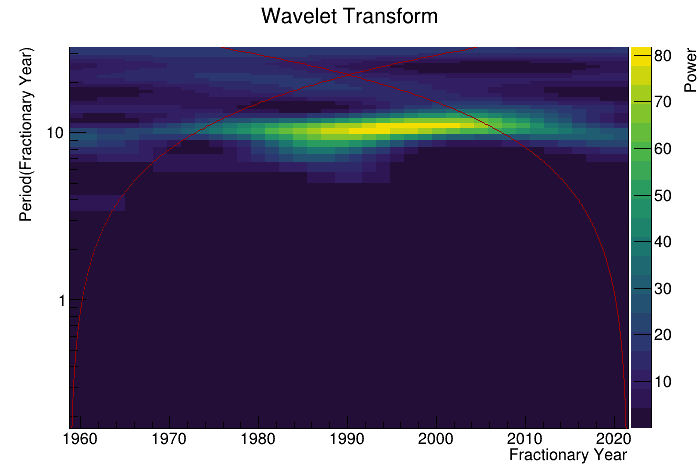 Wavelet Transform
Period(Fractionary Year)
10
1
1960 1970 1980 1990 2000 2010 2020
Fractionary Year
80
70
60
50
40
30
20
10
Power